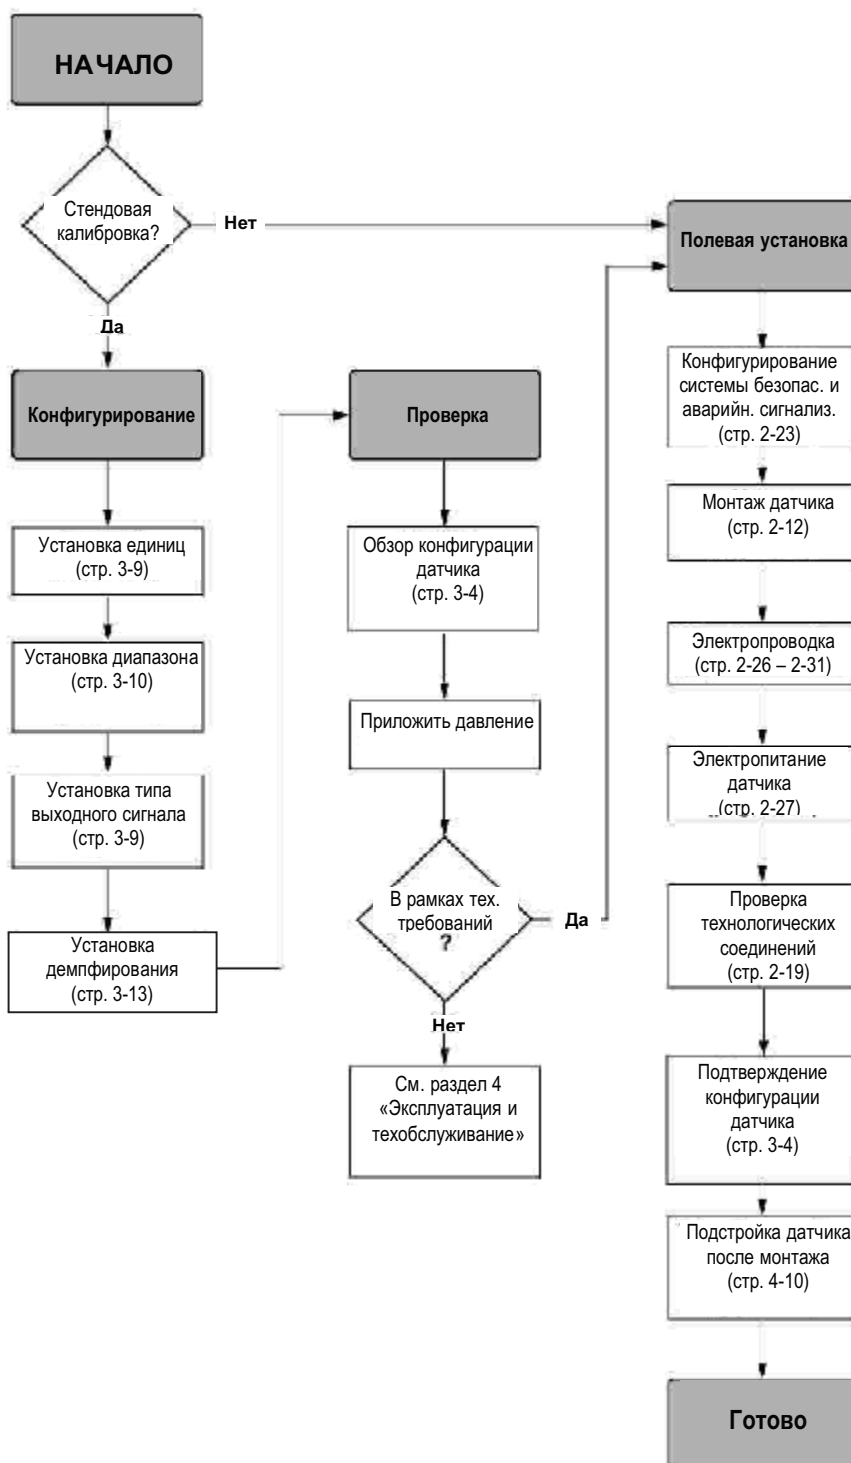 НАЧАЛО
Стендовая
калибровка?
Нет
Да
Конфигурирование
Установка единиц
(стр. 3-9)
Установка диапазона
(стр. 3-10)
Установка типа
выходного сигнала
(стр. 3-9)
Установка
демпфирования
(стр. 3-13)
Проверка
Обзор конфигурации
датчика
(стр. 3-4)
Приложить давление
В рамках тех.
требований
?
Да
Нет
См. раздел 4
«Эксплуатация и
техобслуживание»
Полевая установка
Конфигурирование
системы безопас. и
аварийн. сигнализ.
(стр. 2-23)
Монтаж датчика
(стр. 2-12)
Электропроводка
(стр. 2-26 – 2-31)
Электропитание
датчика
(стр. 2-27)
Проверка
технологических
соединений
(стр. 2-19)
Подтверждение
конфигурации
датчика
(стр. 3-4)
Подстройка датчика
после монтажа
(стр. 4-10)
Готово